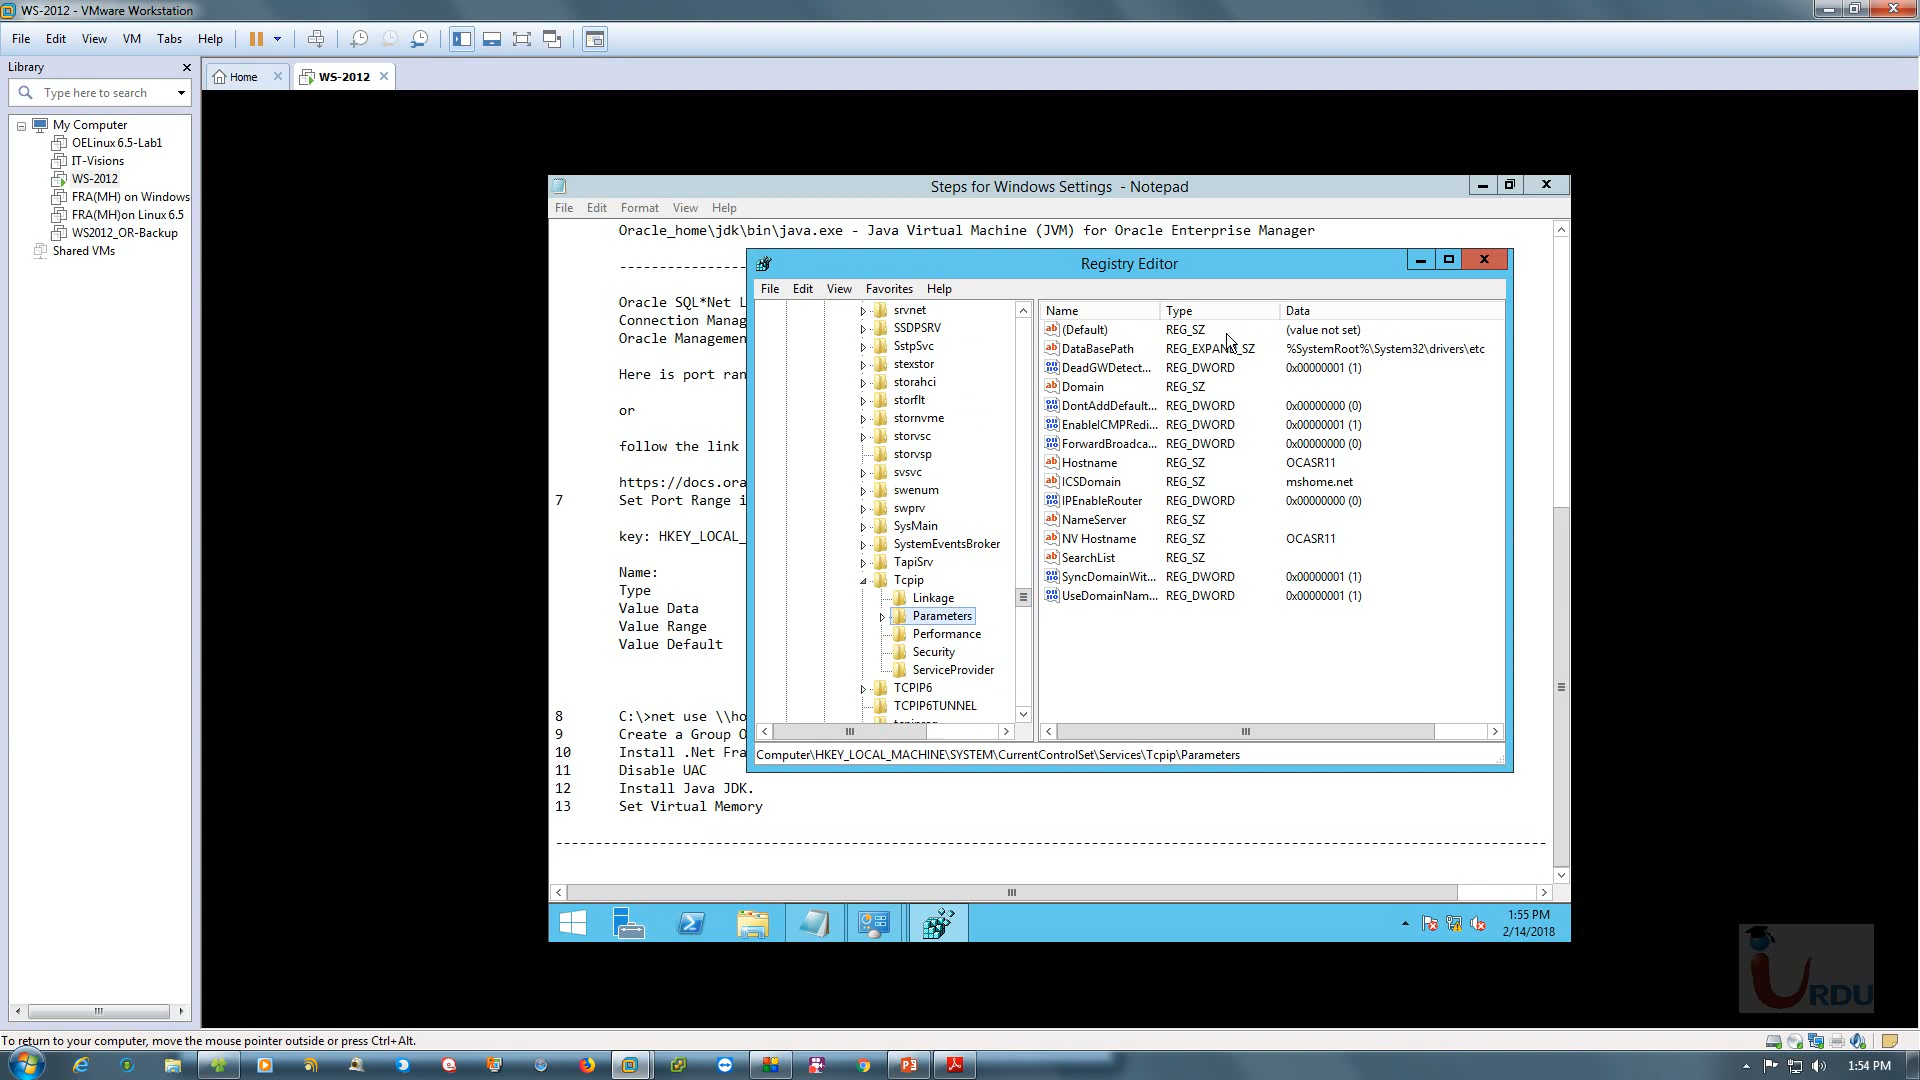 WS-2012 - VMware Workstation
File Edit View VM Tabs Help
Library
Home
WS-2012
Type here to search
My Computer
OELinux 6.5-Lab1
IT-Visions
WS-2012
FRA(MH) on Windows
FRA(MH)on Linux 6.5
WS2012_OR-Backup
Shared VMs
Steps for Windows Settings - Notepad
File Edit Format View Help
Oracle_home\jdk\bin\java.exe - Java Virtual Machine (JVM) for Oracle Enterprise Manager
-----------------
Oracle SQL*Net L
Connection Manag
Oracle Managemen
Here is port ran
or
follow the link
https://docs.ora
7 Set Port Range i
key: HKEY_LOCAL_
Name:
Type
Value Data
Value Range
Value Default
8 C:\>net use \\ho
9 Create a Group O
10 Install .Net Fra
11 Disable UAC
12 Install Java JDK.
13 Set Virtual Memory
Registry Editor
File Edit View Favorites Help
srvnet
SSDPSRV
SstpSvc
stexstor
storahci
storflt
stornvme
storvsc
storvsp
svsvc
swenum
swprv
SysMain
SystemEventsBroker
TapiSrv
Tcpip
Linkage
Parameters
Performance
Security
ServiceProvider
TCPIP6
TCPIP6TUNNEL
Name Type Data
(Default) REG_SZ (value not set)
DataBasePath REG_EXPAND_SZ %SystemRoot%\System32\drivers\etc
DeadGWDetect... REG_DWORD 0x00000001 (1)
Domain REG_SZ
DontAddDefault... REG_DWORD 0x00000000 (0)
EnableICMPRedi... REG_DWORD 0x00000001 (1)
ForwardBroadca... REG_DWORD 0x00000000 (0)
Hostname REG_SZ OCASR11
ICSDomain REG_SZ mshome.net
IPEnableRouter REG_DWORD 0x00000000 (0)
NameServer REG_SZ
NV Hostname REG_SZ OCASR11
SearchList REG_SZ
SyncDomainWit... REG_DWORD 0x00000001 (1)
UseDomainNam... REG_DWORD 0x00000001 (1)
Computer\HKEY_LOCAL_MACHINE\SYSTEM\CurrentControlSet\Services\Tcpip\Parameters
1:55 PM
2/14/2018
URDU
To return to your computer, move the mouse pointer outside or press Ctrl+Alt.
1:54 PM